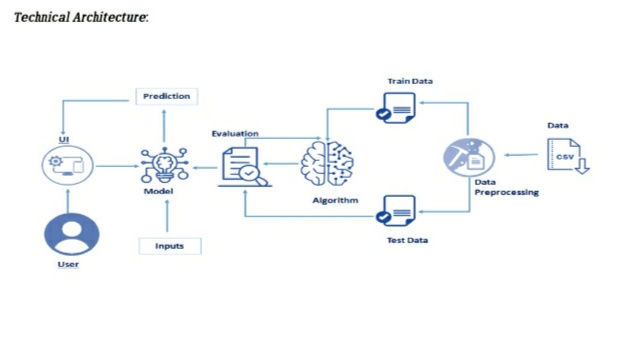 Technical Architecture:
Train Data
Prediction
Data
Evaluation
UI
CSV
Model
Data
Preprocessing
Algorithm
Inputs
Test Data
User